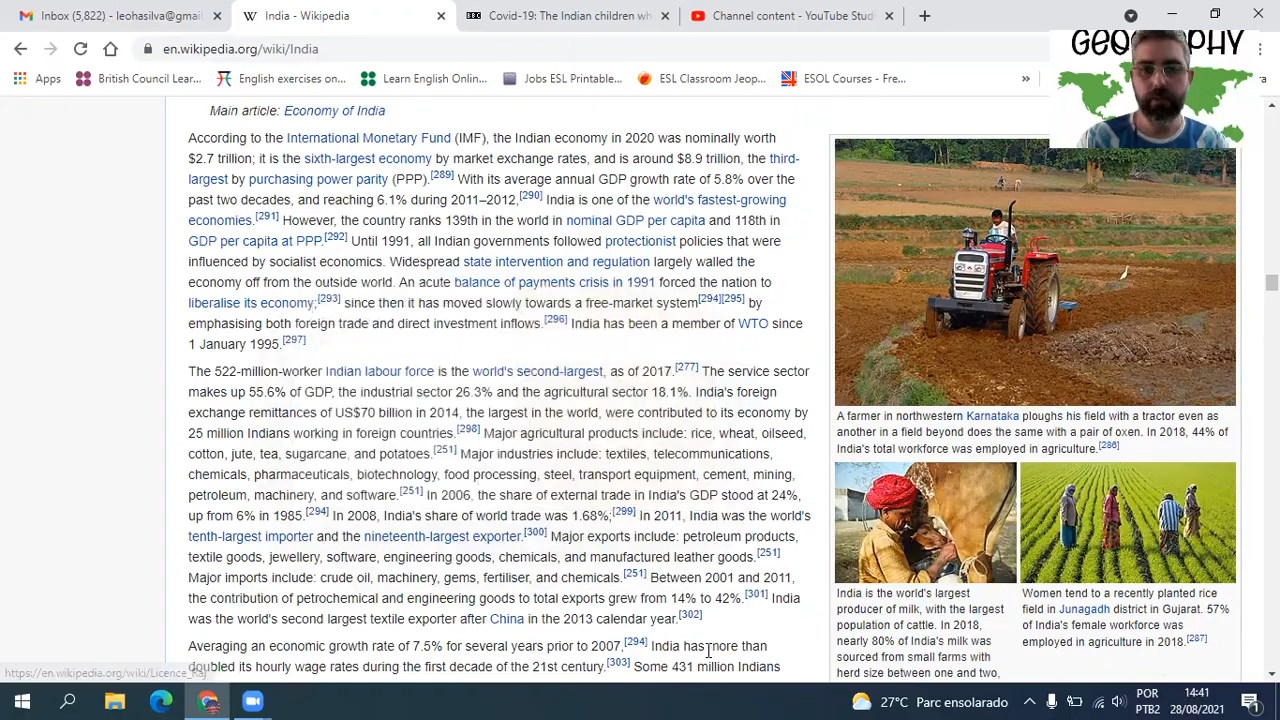 Inbox (5,822) - leohasilva@gmail
India - Wikipedia
Covid-19: The Indian children wh
Channel content - YouTube Studi
en.wikipedia.org/wiki/India
GEOGRAPHY
Apps
British Council Lear...
English exercises on...
Learn English Online...
Jobs ESL Printable...
ESL Classroom Jeop...
ESOL Courses - Fre...
»
Main article: Economy of India
According to the International Monetary Fund (IMF), the Indian economy in 2020 was nominally worth
$2.7 trillion; it is the sixth-largest economy by market exchange rates, and is around $8.9 trillion, the third-
largest by purchasing power parity (PPP).[289] With its average annual GDP growth rate of 5.8% over the
past two decades, and reaching 6.1% during 2011–2012,[290] India is one of the world's fastest-growing
economies.[291] However, the country ranks 139th in the world in nominal GDP per capita and 118th in
GDP per capita at PPP.[292] Until 1991, all Indian governments followed protectionist policies that were
influenced by socialist economics. Widespread state intervention and regulation largely walled the
economy off from the outside world. An acute balance of payments crisis in 1991 forced the nation to
liberalise its economy;[293] since then it has moved slowly towards a free-market system[294][295] by
emphasising both foreign trade and direct investment inflows.[296] India has been a member of WTO since
1 January 1995.[297]
The 522-million-worker Indian labour force is the world's second-largest, as of 2017.[277] The service sector
makes up 55.6% of GDP, the industrial sector 26.3% and the agricultural sector 18.1%. India's foreign
exchange remittances of US$70 billion in 2014, the largest in the world, were contributed to its economy by
25 million Indians working in foreign countries.[298] Major agricultural products include: rice, wheat, oilseed,
cotton, jute, tea, sugarcane, and potatoes.[251] Major industries include: textiles, telecommunications,
chemicals, pharmaceuticals, biotechnology, food processing, steel, transport equipment, cement, mining,
petroleum, machinery, and software.[251] In 2006, the share of external trade in India's GDP stood at 24%,
up from 6% in 1985.[294] In 2008, India's share of world trade was 1.68%;[299] In 2011, India was the world's
tenth-largest importer and the nineteenth-largest exporter.[300] Major exports include: petroleum products,
textile goods, jewellery, software, engineering goods, chemicals, and manufactured leather goods.[251]
Major imports include: crude oil, machinery, gems, fertiliser, and chemicals.[251] Between 2001 and 2011,
the contribution of petrochemical and engineering goods to total exports grew from 14% to 42%.[301] India
was the world's second largest textile exporter after China in the 2013 calendar year.[302]
Averaging an economic growth rate of 7.5% for several years prior to 2007,[294] India has more than
doubled its hourly wage rates during the first decade of the 21st century.[303] Some 431 million Indians
A farmer in northwestern Karnataka ploughs his field with a tractor even as
another in a field beyond does the same with a pair of oxen. In 2018, 44% of
India's total workforce was employed in agriculture.[286]
India is the world's largest
producer of milk, with the largest
population of cattle. In 2018,
nearly 80% of India's milk was
sourced from small farms with
herd size between one and two,
Women tend to a recently planted rice
field in Junagadh district in Gujarat. 57%
of India's female workforce was
employed in agriculture in 2018.[287]
https://en.wikipedia.org/wiki/Licence_Raj
27°C Parc ensolarado
POR
PTB2
14:41
28/08/2021
1